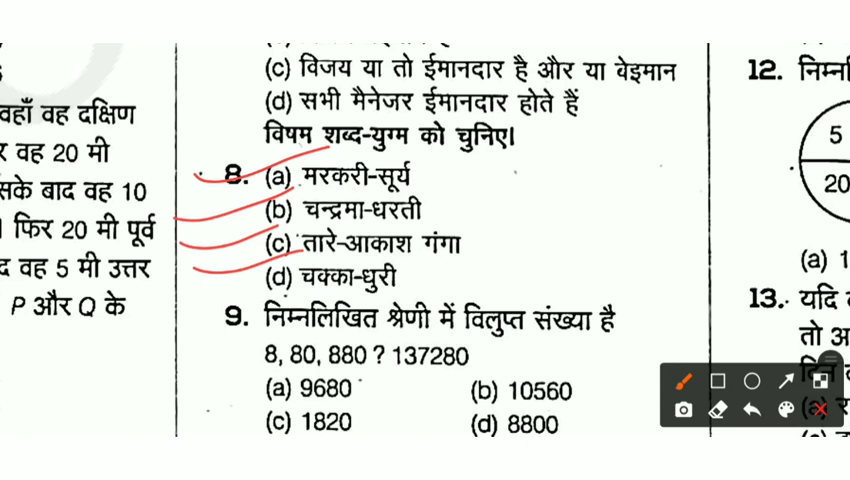 वहाँ वह दक्षिण
र वह 20 मी
सके बाद वह 10
। फिर 20 मी पूर्व
द वह 5 मी उत्तर
P और Q के
(c) विजय या तो ईमानदार है और या वेइमान
(d) सभी मैनेजर ईमानदार होते हैं
विषम शब्द-युग्म को चुनिए।
8. (a) मरकरी-सूर्य
(b) चन्द्रमा-धरती
(c) तारे-आकाश गंगा
(d) चक्का-धुरी
9. निम्नलिखित श्रेणी में विलुप्त संख्या है
8, 80, 880 ? 137280
(a) 9680
(b) 10560
(c) 1820
(d) 8800
12. निम्नलि
5
20
(a) 1
13. यदि
तो अ
दिन